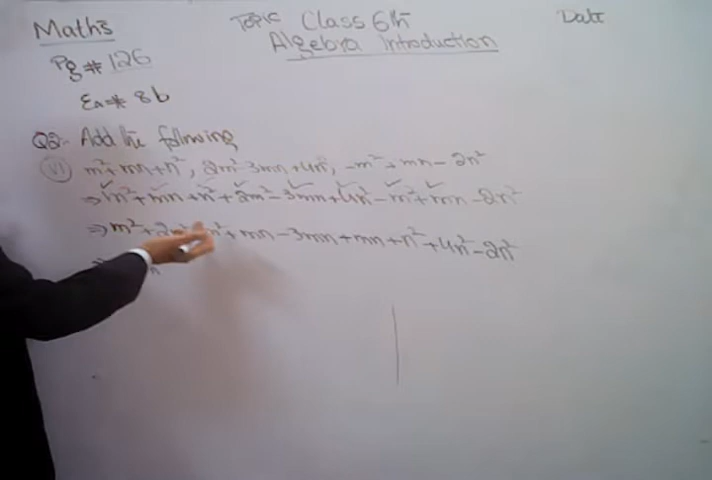 Maths
Topic Class 6th
Date
Algebra Introduction
Pg # 126
Ex # 8b
Q2- Add the following
(vi) m²+mn+n², 2m²-3mn+4n², -m²+mn-2n²
⇒ m²+mn+n²+2m²-3mn+4n²-m²+mn-2n²
⇒ m²+2m² m²+mn-3mn+mn+n²+4n²-2n²